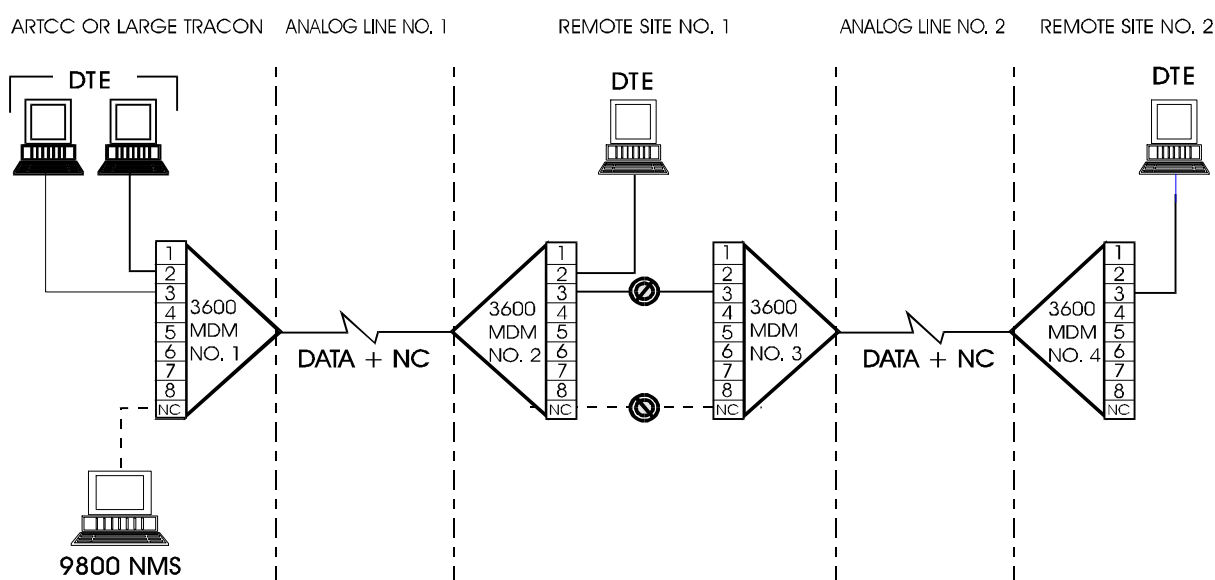 ARTCC OR LARGE TRACON
ANALOG LINE NO. 1
REMOTE SITE NO. 1
ANALOG LINE NO. 2
REMOTE SITE NO. 2
DTE
DTE
DTE
1
2
3
4
5
6
7
8
NC
3600
MDM
NO. 1
DATA + NC
3600
MDM
NO. 2
1
2
3
4
5
6
7
8
NC
1
2
3
4
5
6
7
8
NC
3600
MDM
NO. 3
DATA + NC
3600
MDM
NO. 4
1
2
3
4
5
6
7
8
NC
9800 NMS